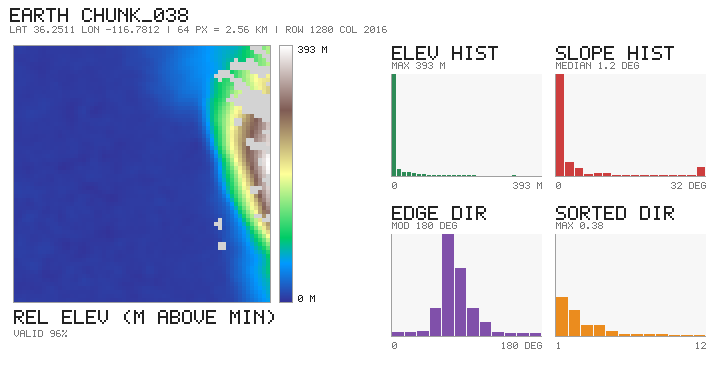 EARTH CHUNK_038
LAT 36.2511 LON -116.7812 | 64 PX = 2.56 KM | ROW 1280 COL 2016
393 M
0 M
REL ELEV (M ABOVE MIN)
VALID 96%
ELEV HIST
MAX 393 M
0 393 M
SLOPE HIST
MEDIAN 1.2 DEG
0 32 DEG
EDGE DIR
MOD 180 DEG
0 180 DEG
SORTED DIR
MAX 0.38
1 12